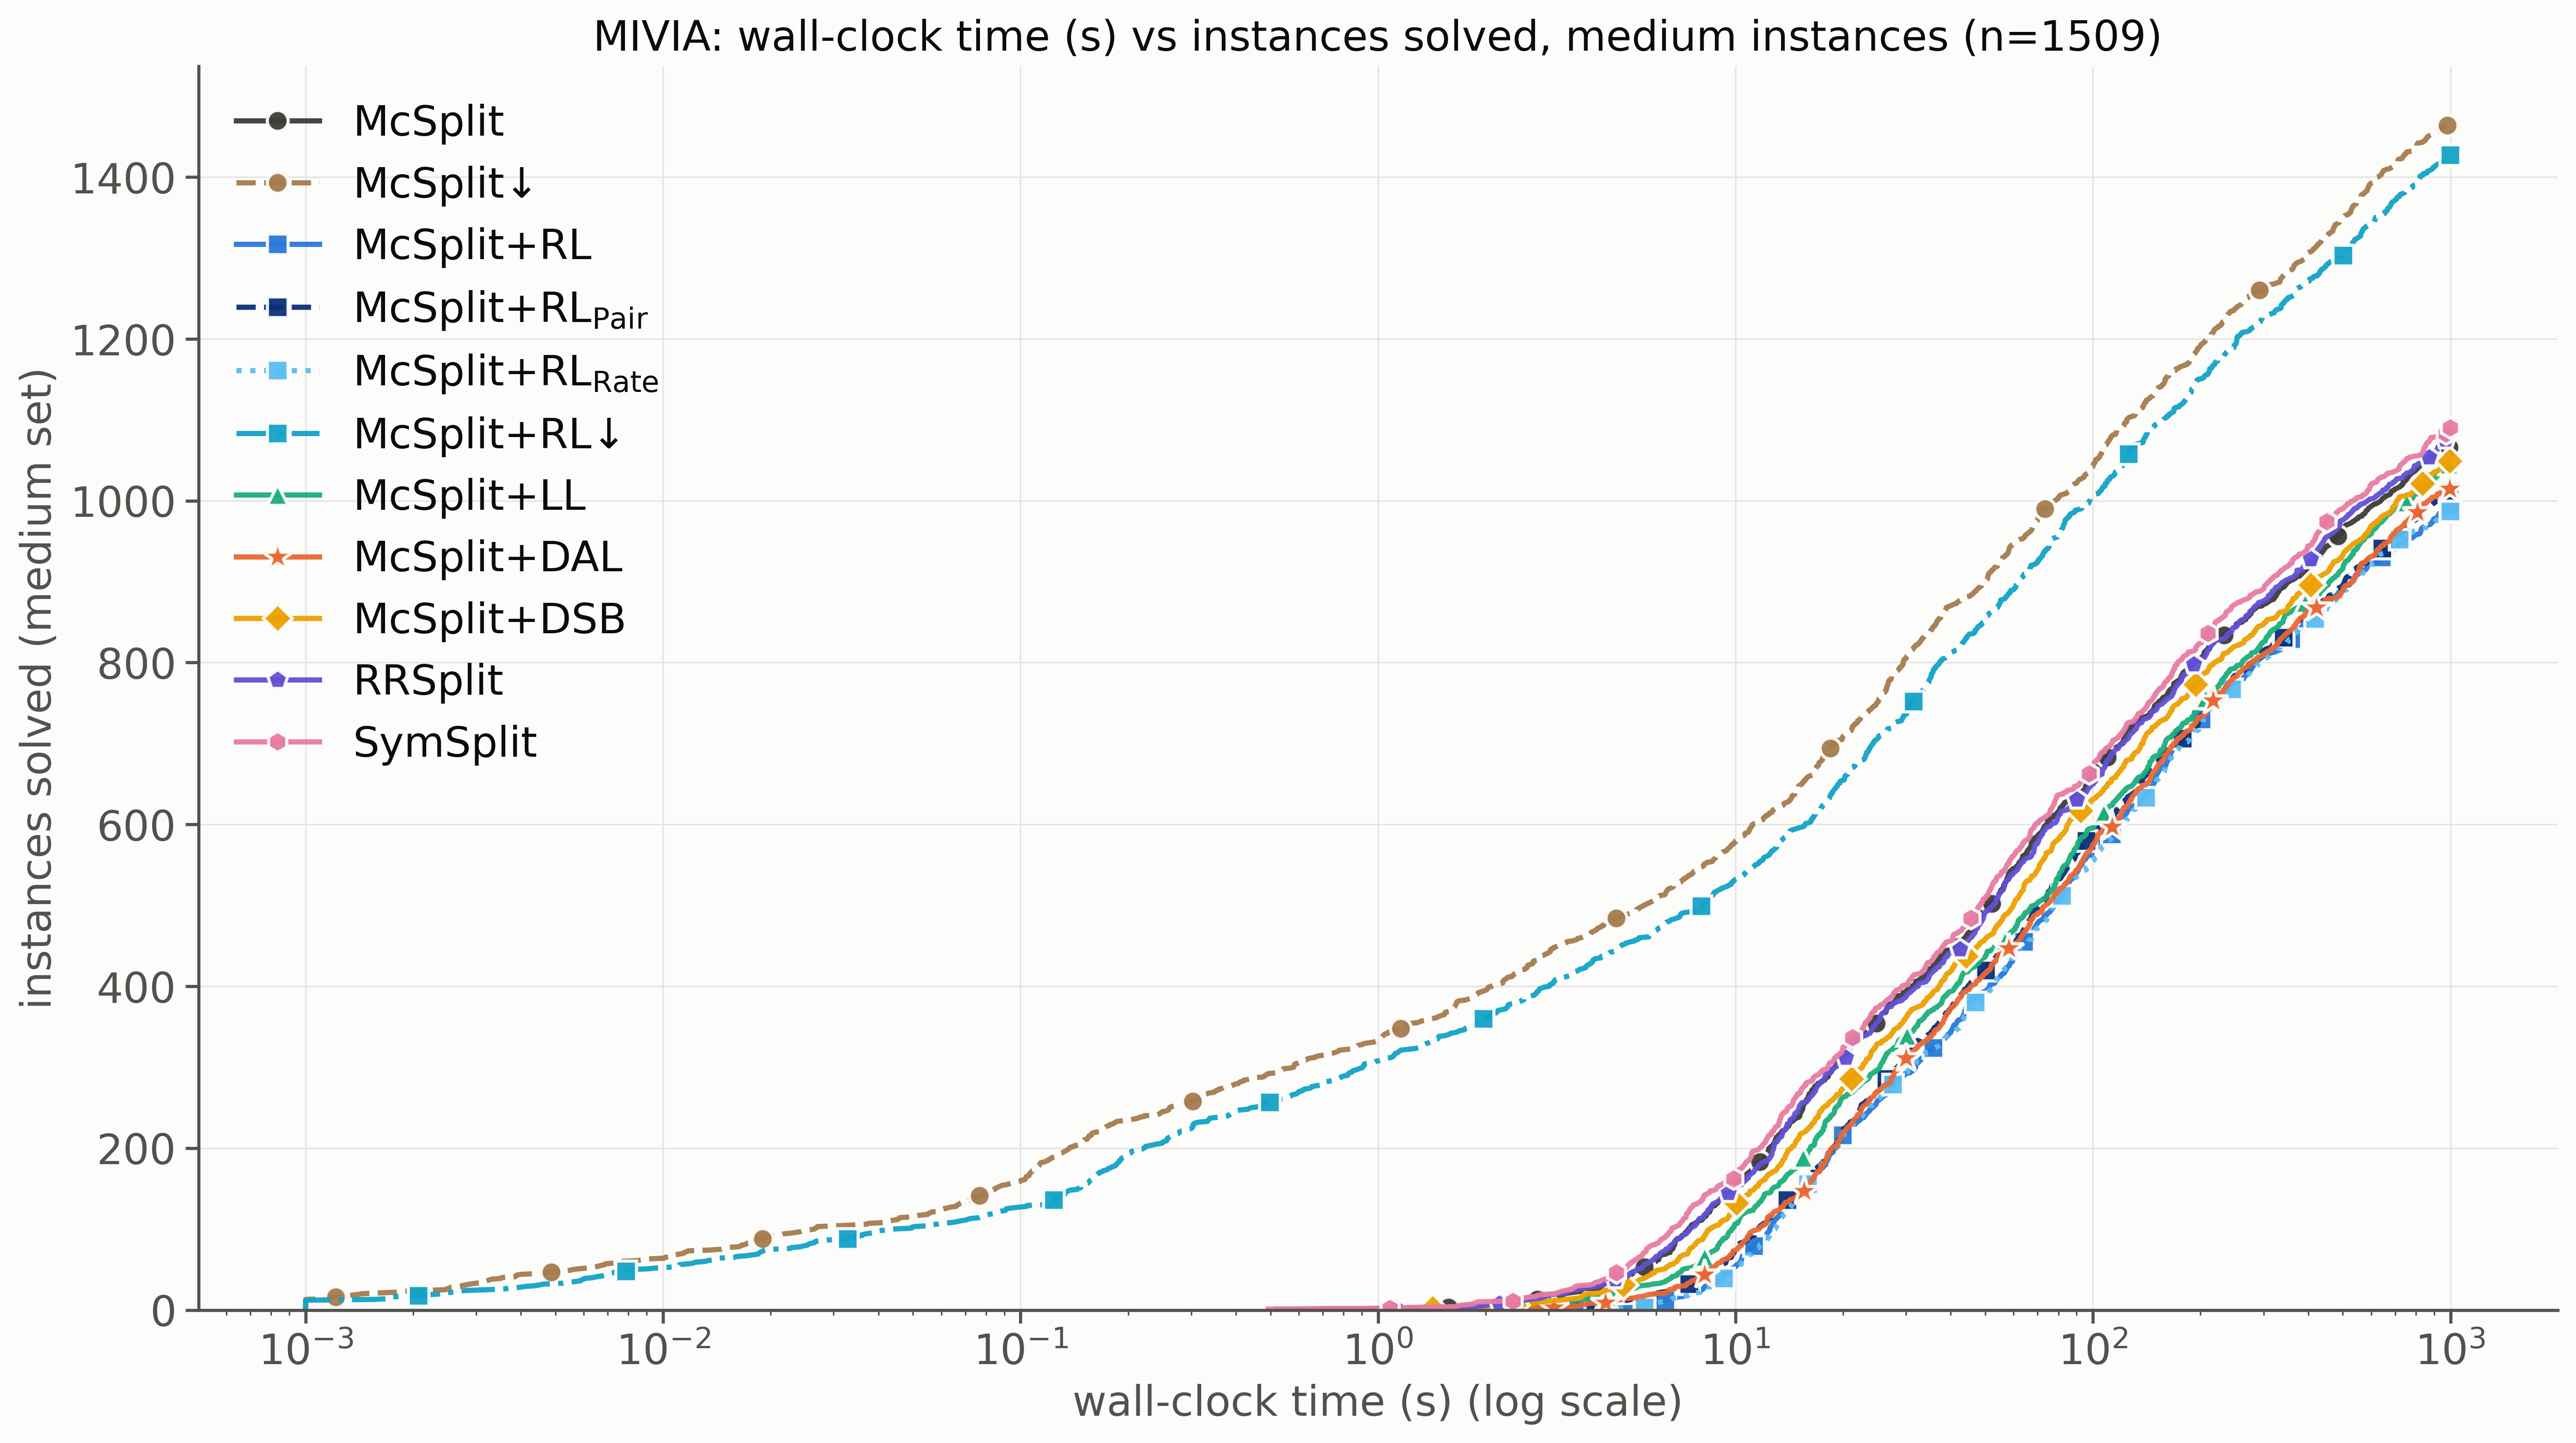 MIVIA: wall-clock time (s) vs instances solved, medium instances (n=1509)
instances solved (medium set)
1400
1200
1000
800
600
400
200
0
McSplit
McSplit↓
McSplit+RL
McSplit+RL_Pair
McSplit+RL_Rate
McSplit+RL↓
McSplit+LL
McSplit+DAL
McSplit+DSB
RRSplit
SymSplit
10⁻³ 10⁻² 10⁻¹ 10⁰ 10¹ 10² 10³
wall-clock time (s) (log scale)